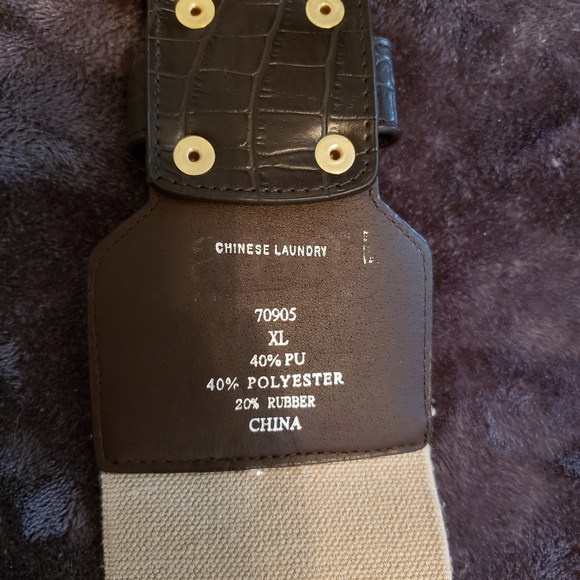 CHINESE LAUNDRY
70905
XL
40% PU
40% POLYESTER
20% RUBBER
CHINA